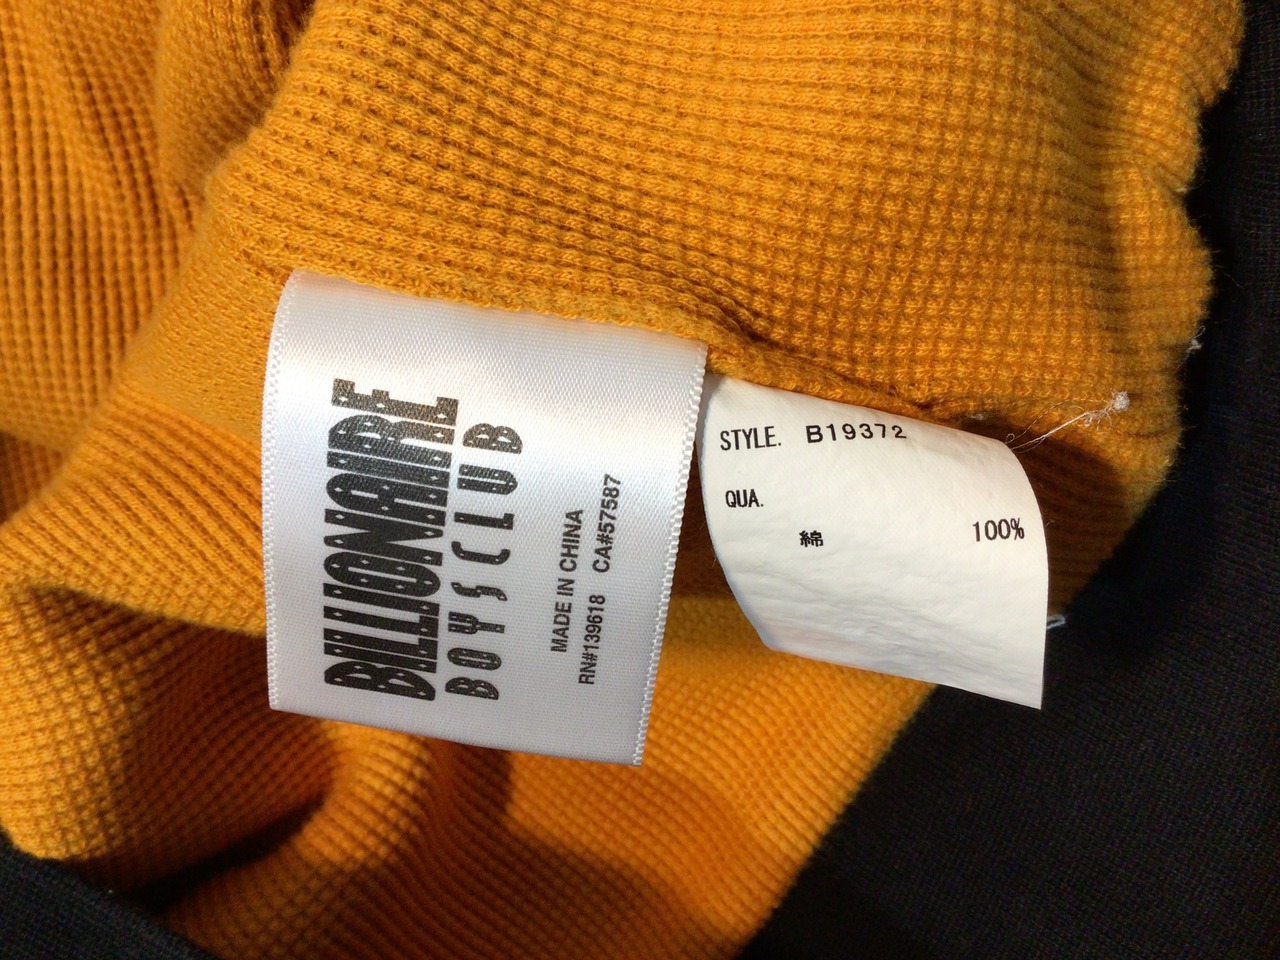 BILLIONAIRE
BOYS CLUB
MADE IN CHINA
RN#139618 CA#57587
STYLE. B19372
QUA.
綿 100%